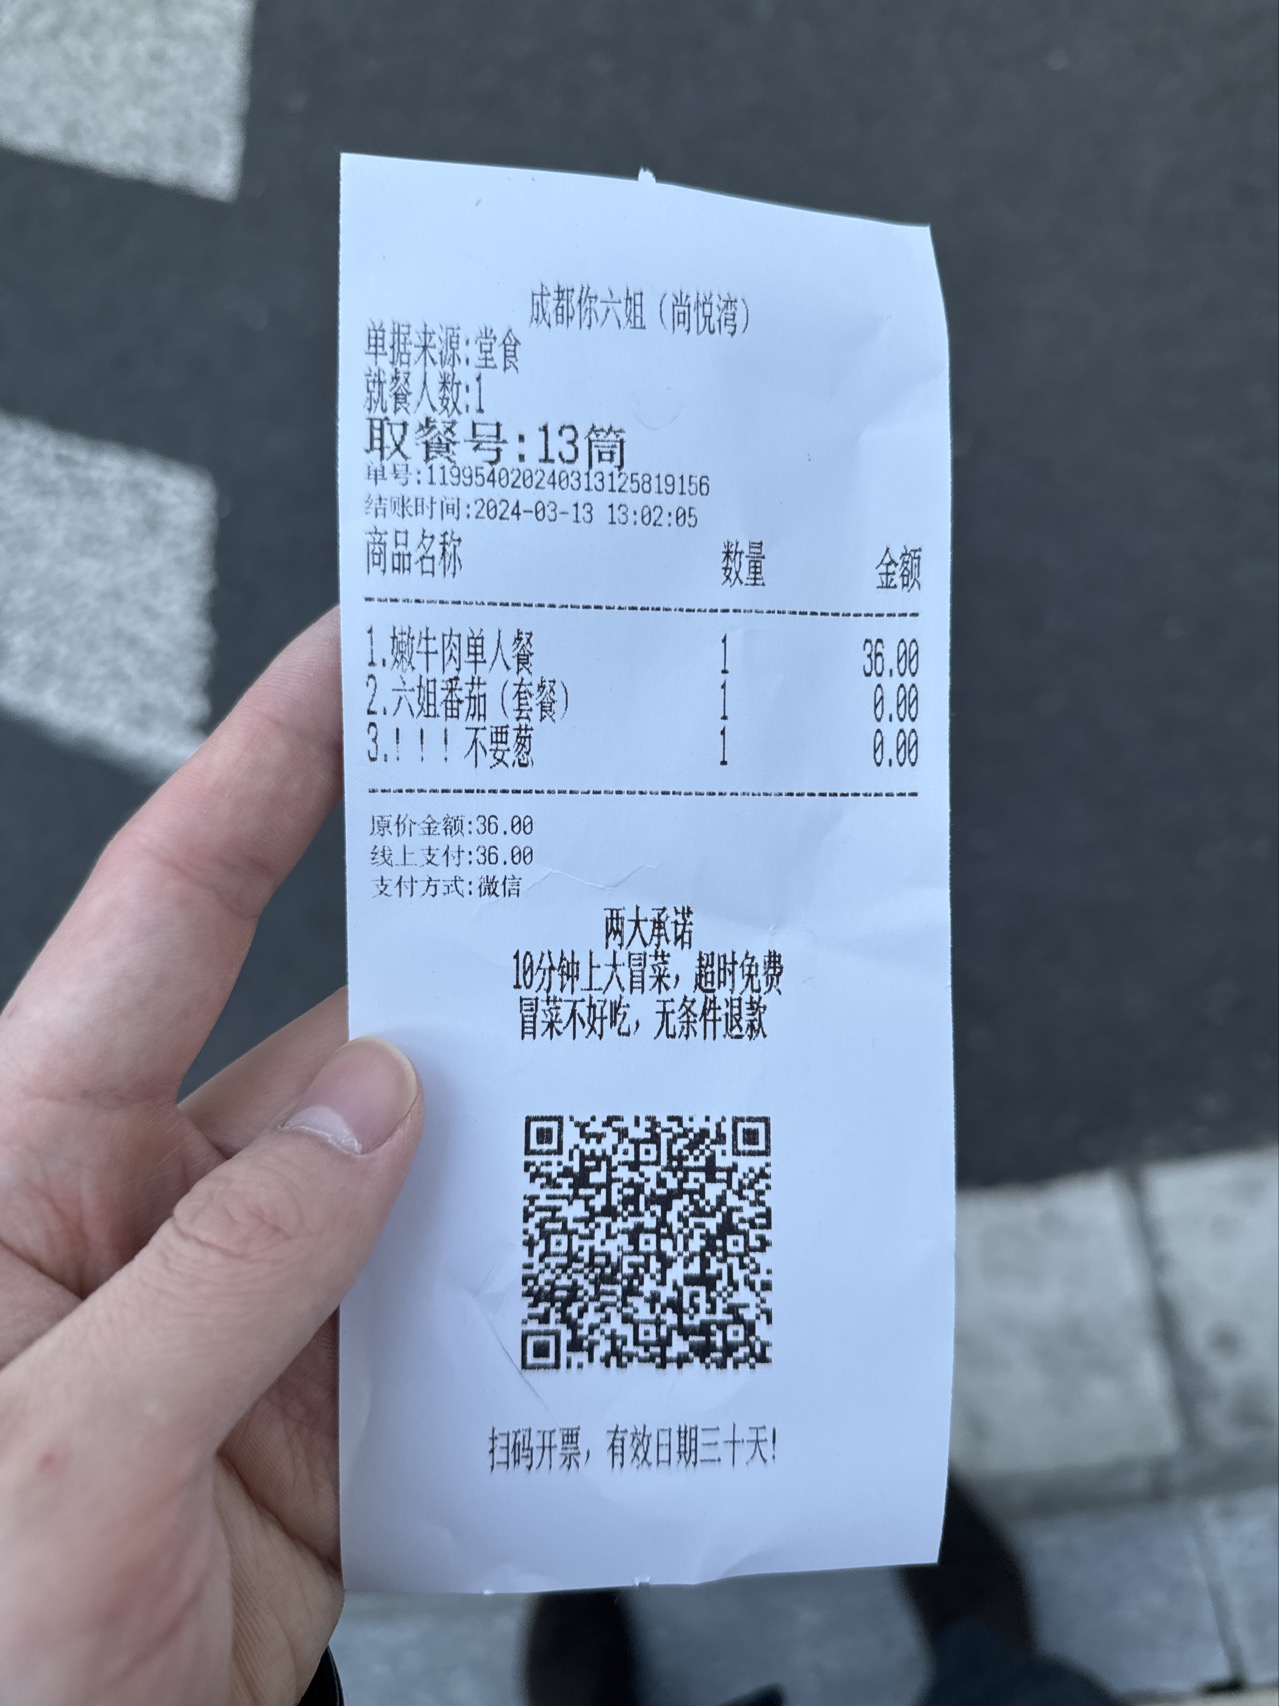 成都你六姐（尚悦湾）
单据来源:堂食
就餐人数:1
取餐号:13筒
单号:119954020240313125819156
结账时间:2024-03-13 13:02:05
商品名称 数量 金额
1.嫩牛肉单人餐 1 36.00
2.六姐番茄（套餐） 1 0.00
3.！！！不要葱 1 0.00
原价金额:36.00
线上支付:36.00
支付方式:微信
两大承诺
10分钟上大冒菜，超时免费
冒菜不好吃，无条件退款
扫码开票，有效日期三十天!